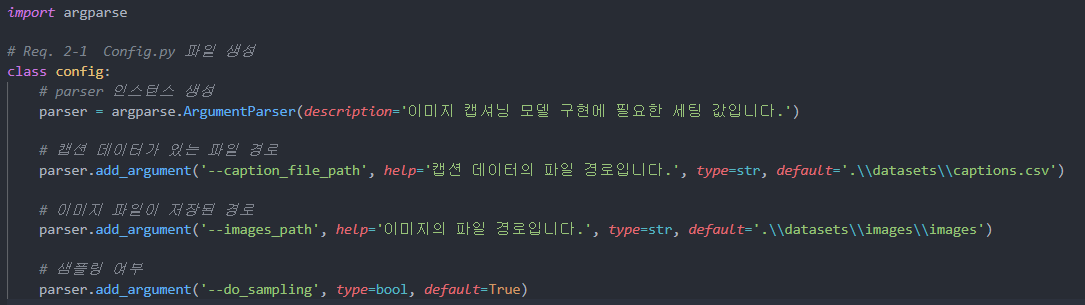 import argparse
# Req. 2-1  Config.py 파일 생성
class config:
    # parser 인스턴스 생성
    parser = argparse.ArgumentParser(description='이미지 캡셔닝 모델 구현에 필요한 세팅 값입니다.')
    # 캡션 데이터가 있는 파일 경로
    parser.add_argument('--caption_file_path', help='캡션 데이터의 파일 경로입니다.', type=str, default='.\\datasets\\captions.csv')
    # 이미지 파일이 저장된 경로
    parser.add_argument('--images_path', help='이미지의 파일 경로입니다.', type=str, default='.\\datasets\\images\\images')
    # 샘플링 여부
    parser.add_argument('--do_sampling', type=bool, default=True)